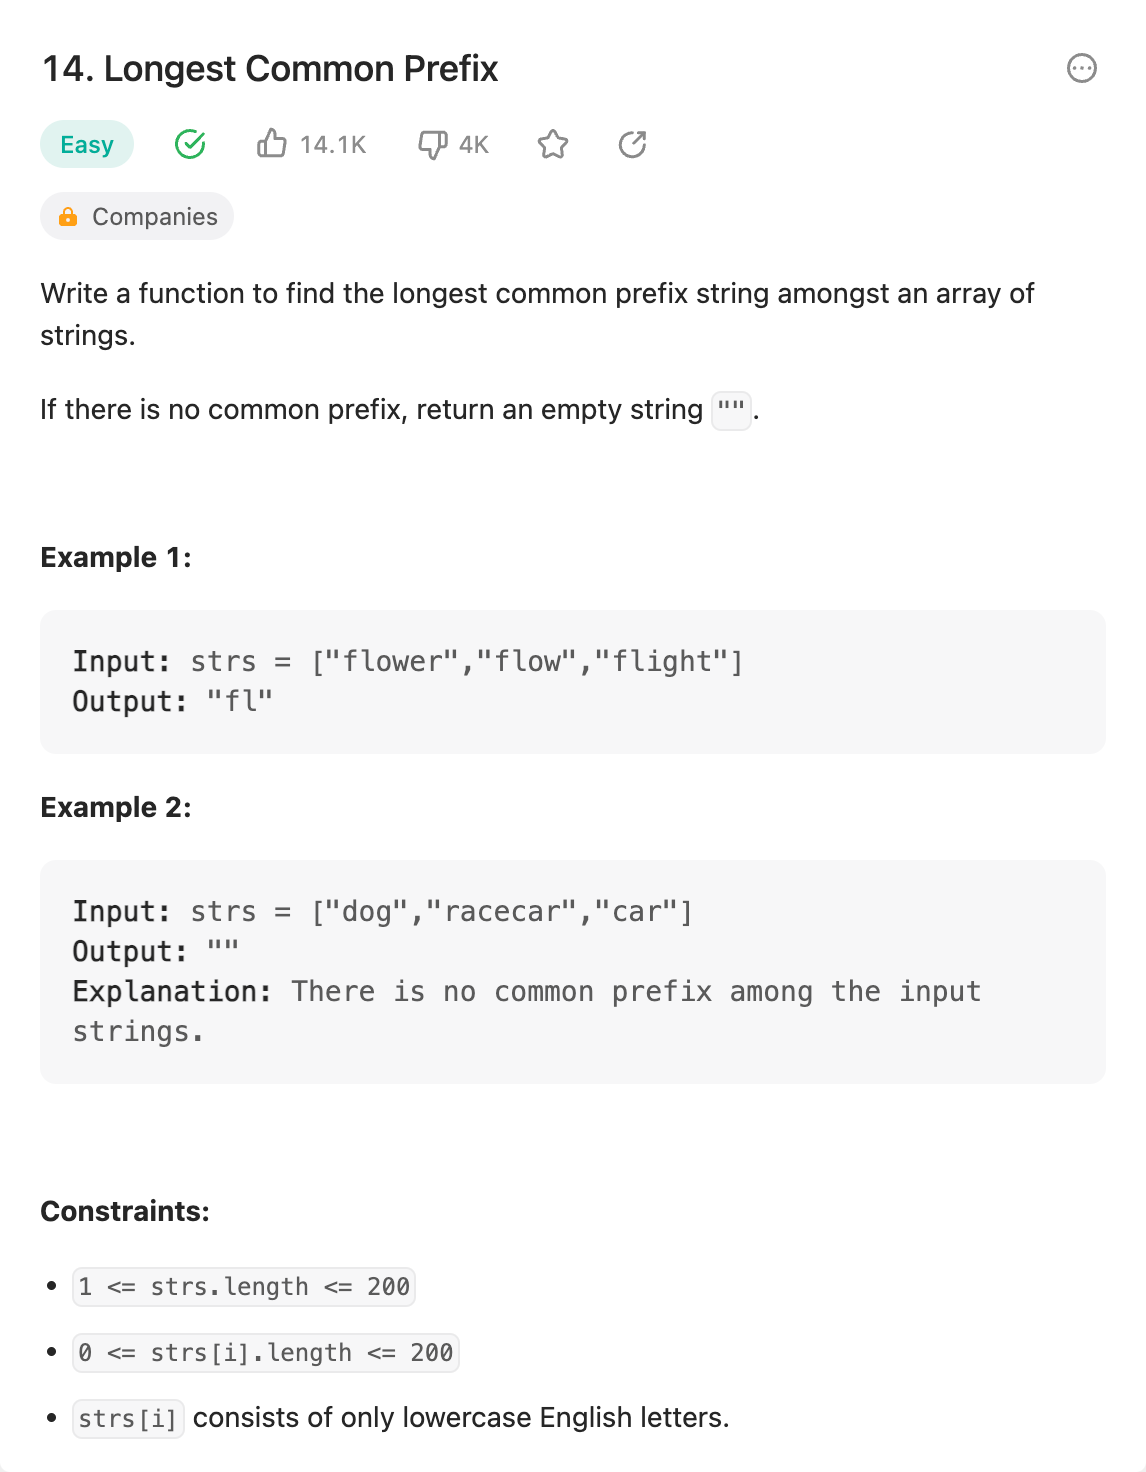 14. Longest Common Prefix
Easy 14.1K 4K
Companies
Write a function to find the longest common prefix string amongst an array of
strings.
If there is no common prefix, return an empty string "".
Example 1:
Input: strs = ["flower","flow","flight"]
Output: "fl"
Example 2:
Input: strs = ["dog","racecar","car"]
Output: ""
Explanation: There is no common prefix among the input
strings.
Constraints:
• 1 <= strs.length <= 200
• 0 <= strs[i].length <= 200
• strs[i] consists of only lowercase English letters.